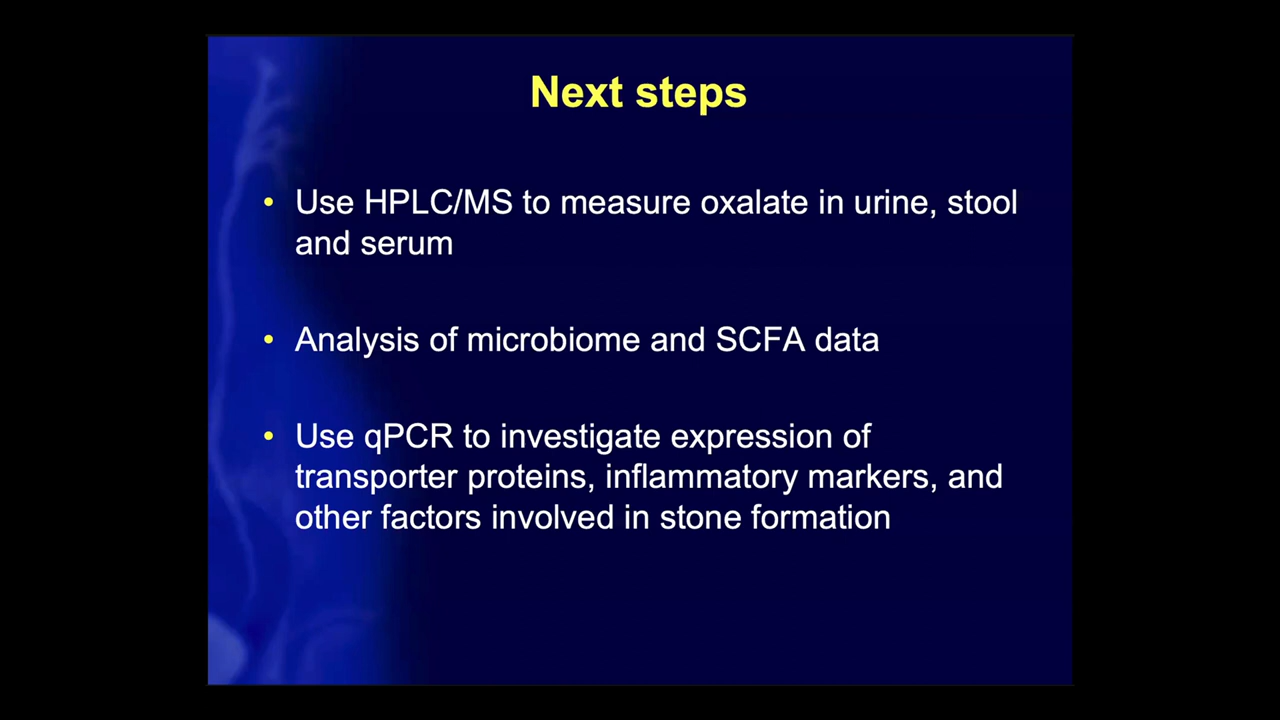 Next steps
• Use HPLC/MS to measure oxalate in urine, stool
and serum
• Analysis of microbiome and SCFA data
• Use qPCR to investigate expression of
transporter proteins, inflammatory markers, and
other factors involved in stone formation